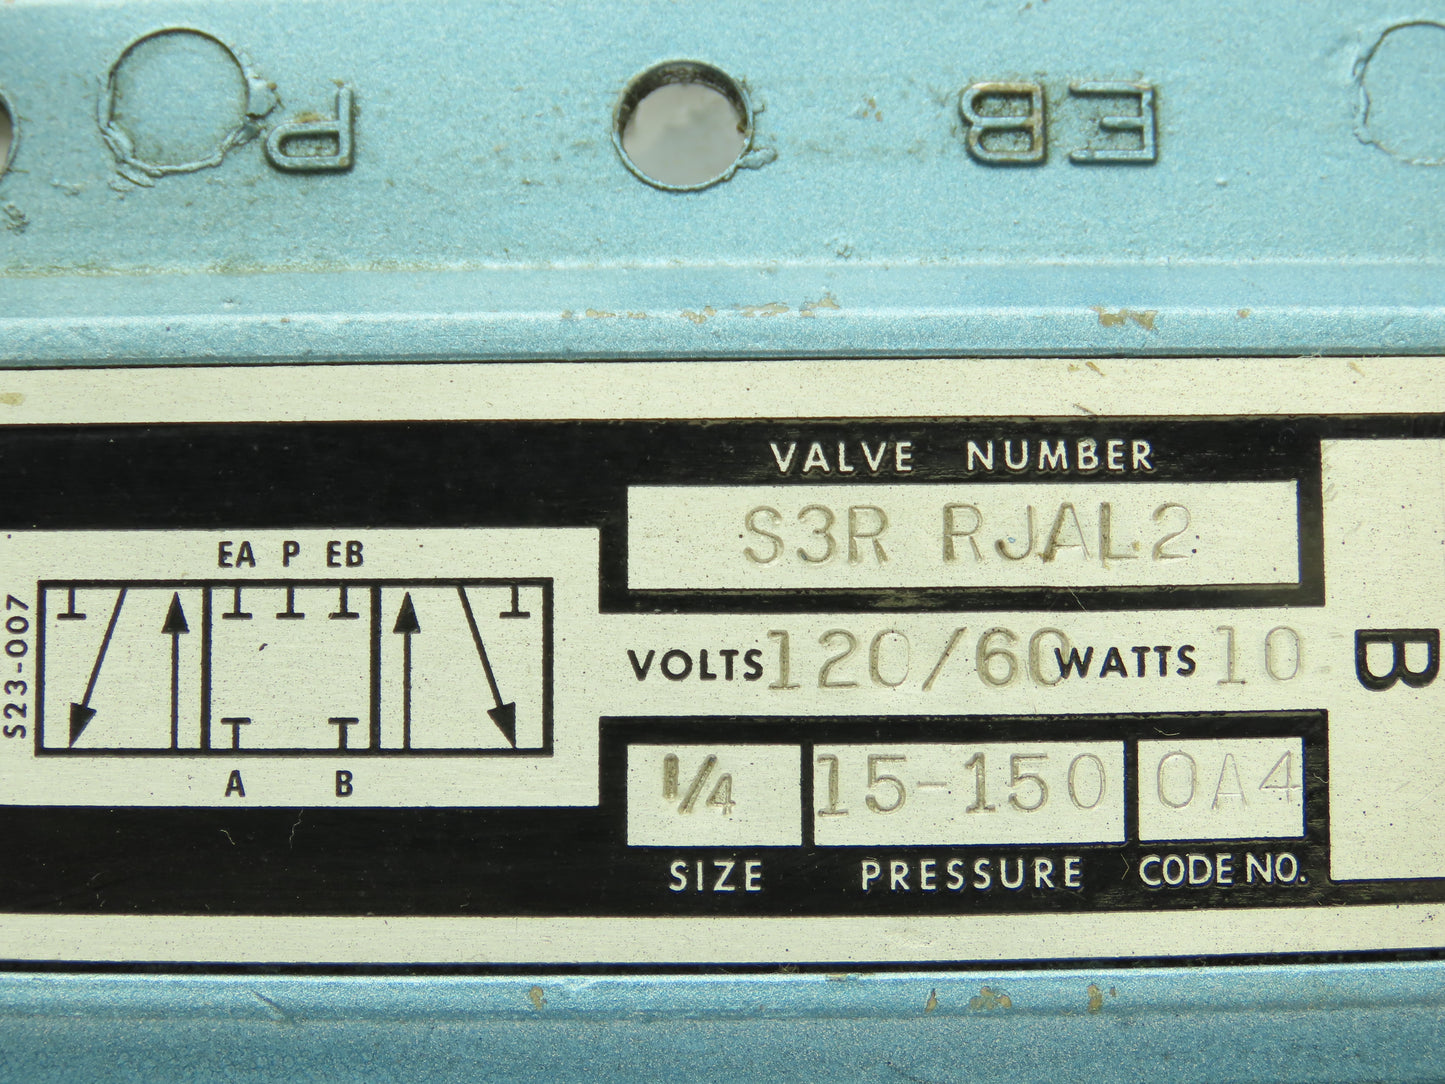 P EB
VALVE NUMBER
S3R RJAL2
EA P EB
S23-007
VOLTS 120/60 WATTS 10
B
A B
1/4 15-150 0A4
SIZE PRESSURE CODE NO.